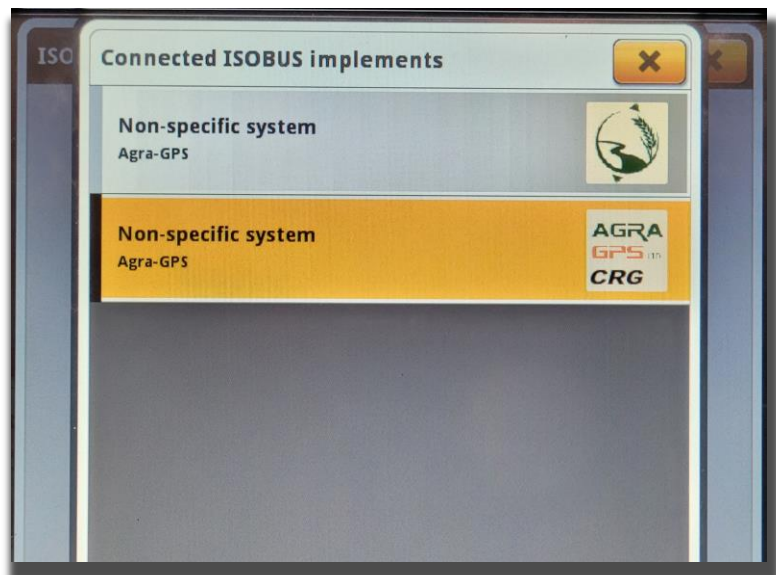 ISO
Connected ISOBUS implements
Non-specific system
Agra-GPS
Non-specific system
Agra-GPS
AGRA
GPS
CRG